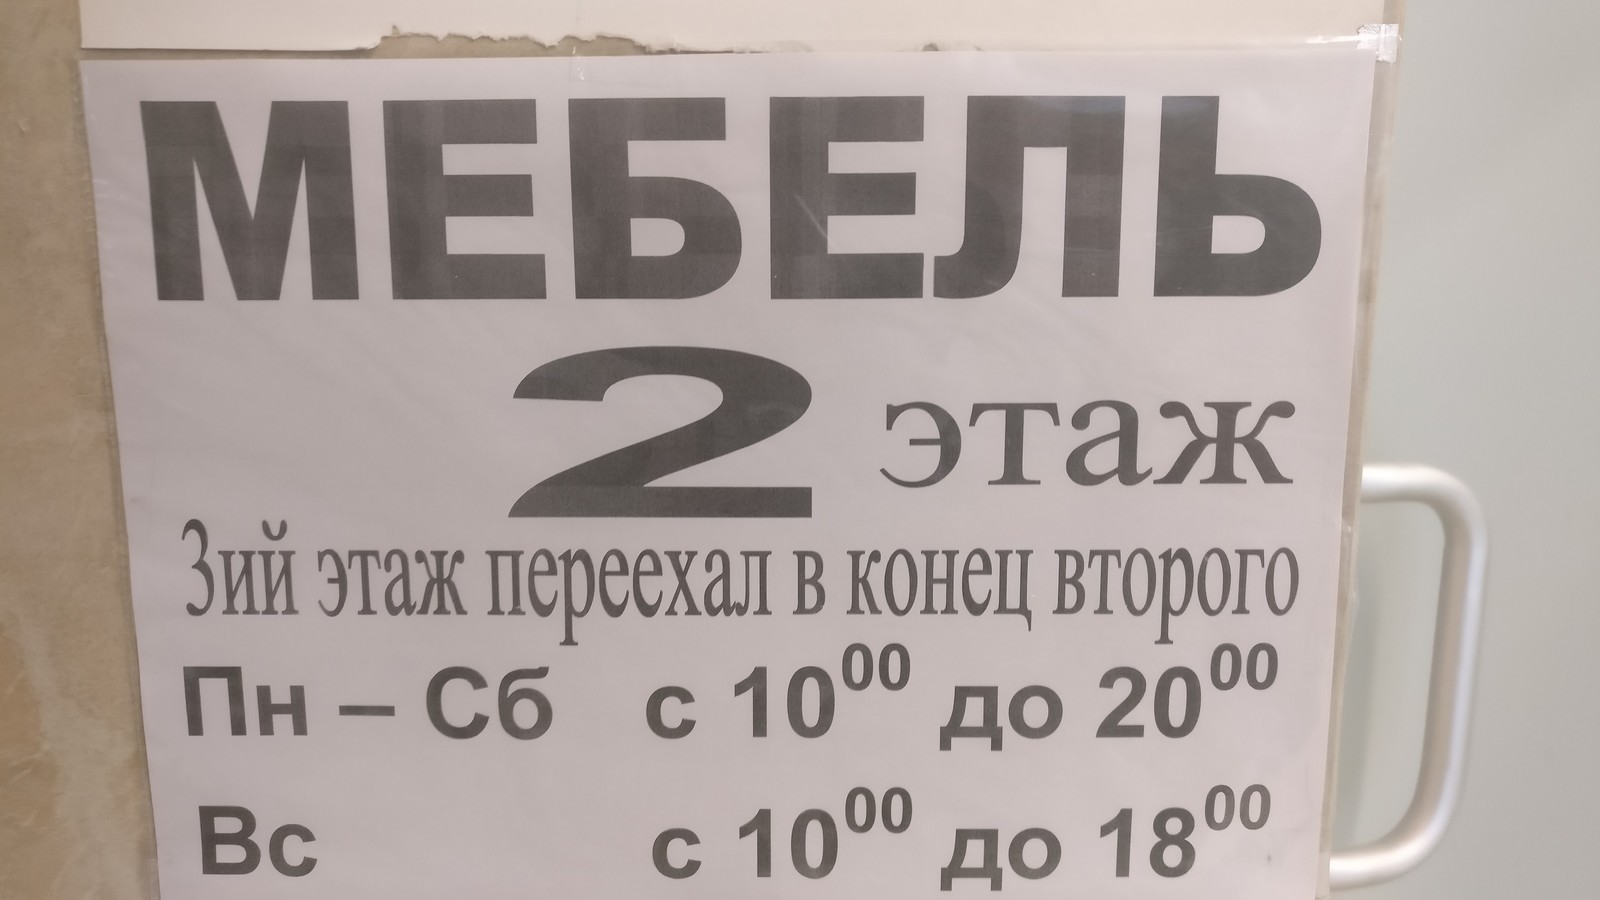 МЕБЕЛЬ
2 этаж
3ий этаж переехал в конец второго
Пн – Сб с 10⁰⁰ до 20⁰⁰
Вс с 10⁰⁰ до 18⁰⁰